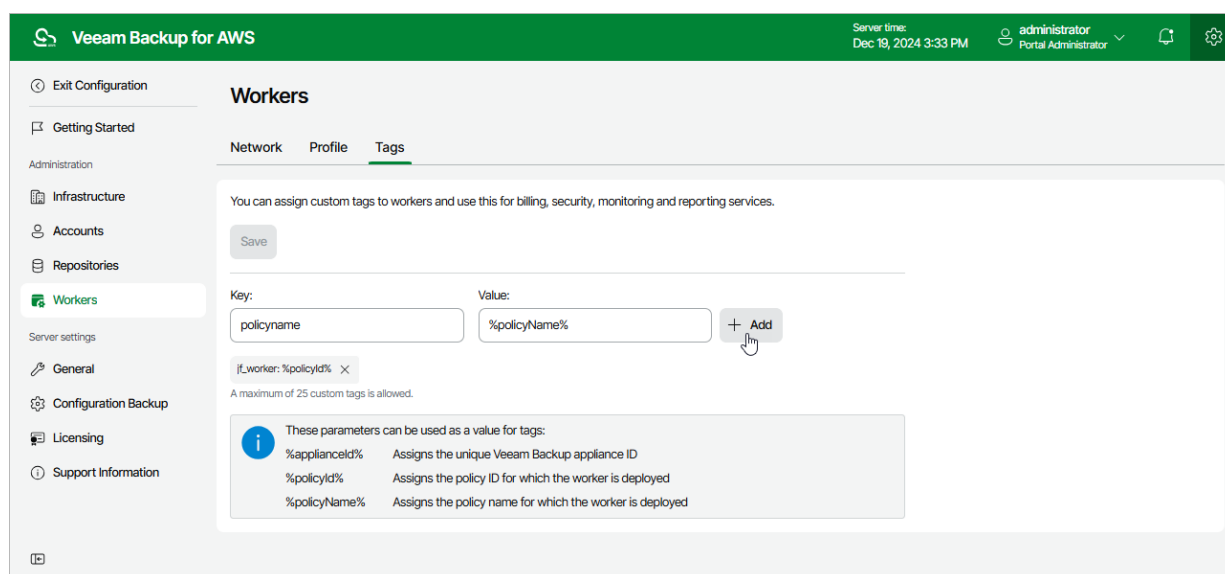 Veeam Backup for AWS
Server time:
Dec 19, 2024 3:33 PM
administrator
Portal Administrator
Exit Configuration
Getting Started
Administration
Infrastructure
Accounts
Repositories
Workers
Server settings
General
Configuration Backup
Licensing
Support Information
Workers
Network Profile Tags
You can assign custom tags to workers and use this for billing, security, monitoring and reporting services.
Save
Key: Value:
policyname %policyName% + Add
jf_worker: %policyId% ×
A maximum of 25 custom tags is allowed.
These parameters can be used as a value for tags:
%applianceId% Assigns the unique Veeam Backup appliance ID
%policyId% Assigns the policy ID for which the worker is deployed
%policyName% Assigns the policy name for which the worker is deployed